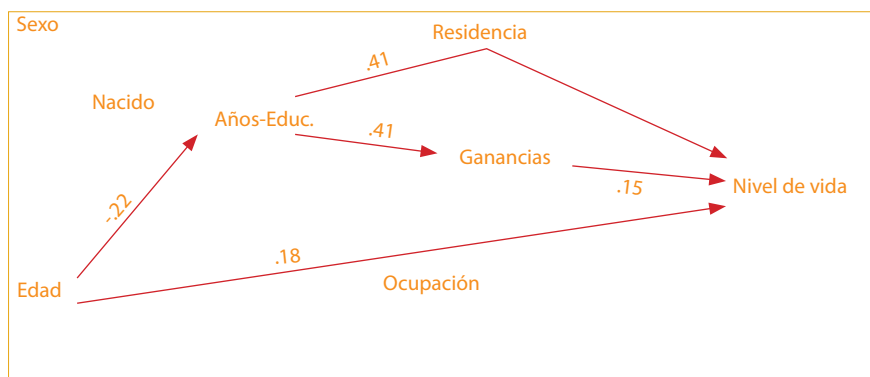 Sexo
Residencia
.41
Nacido
Años-Educ.
.41
Ganancias
.15
Nivel de vida
-.22
.18
Edad
Ocupación